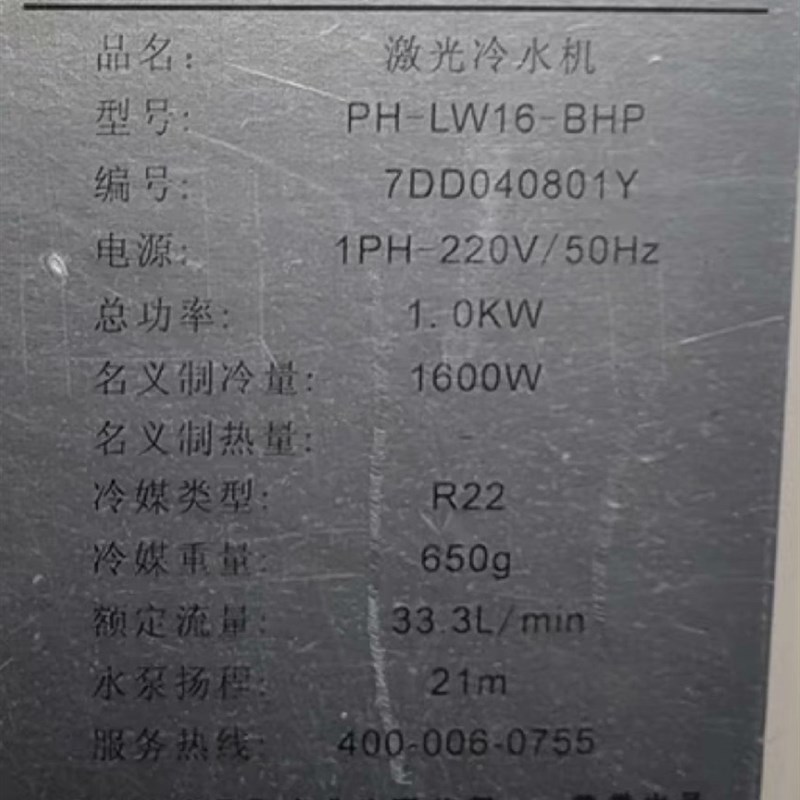 品名: 激光冷水机
型号: PH-LW16-BHP
编号: 7DD040801Y
电源: 1PH-220V/50Hz
总功率: 1.0KW
名义制冷量: 1600W
名义制热量: -
冷媒类型: R22
冷媒重量: 650g
额定流量: 33.3L/min
水泵扬程: 21m
服务热线: 400-006-0755